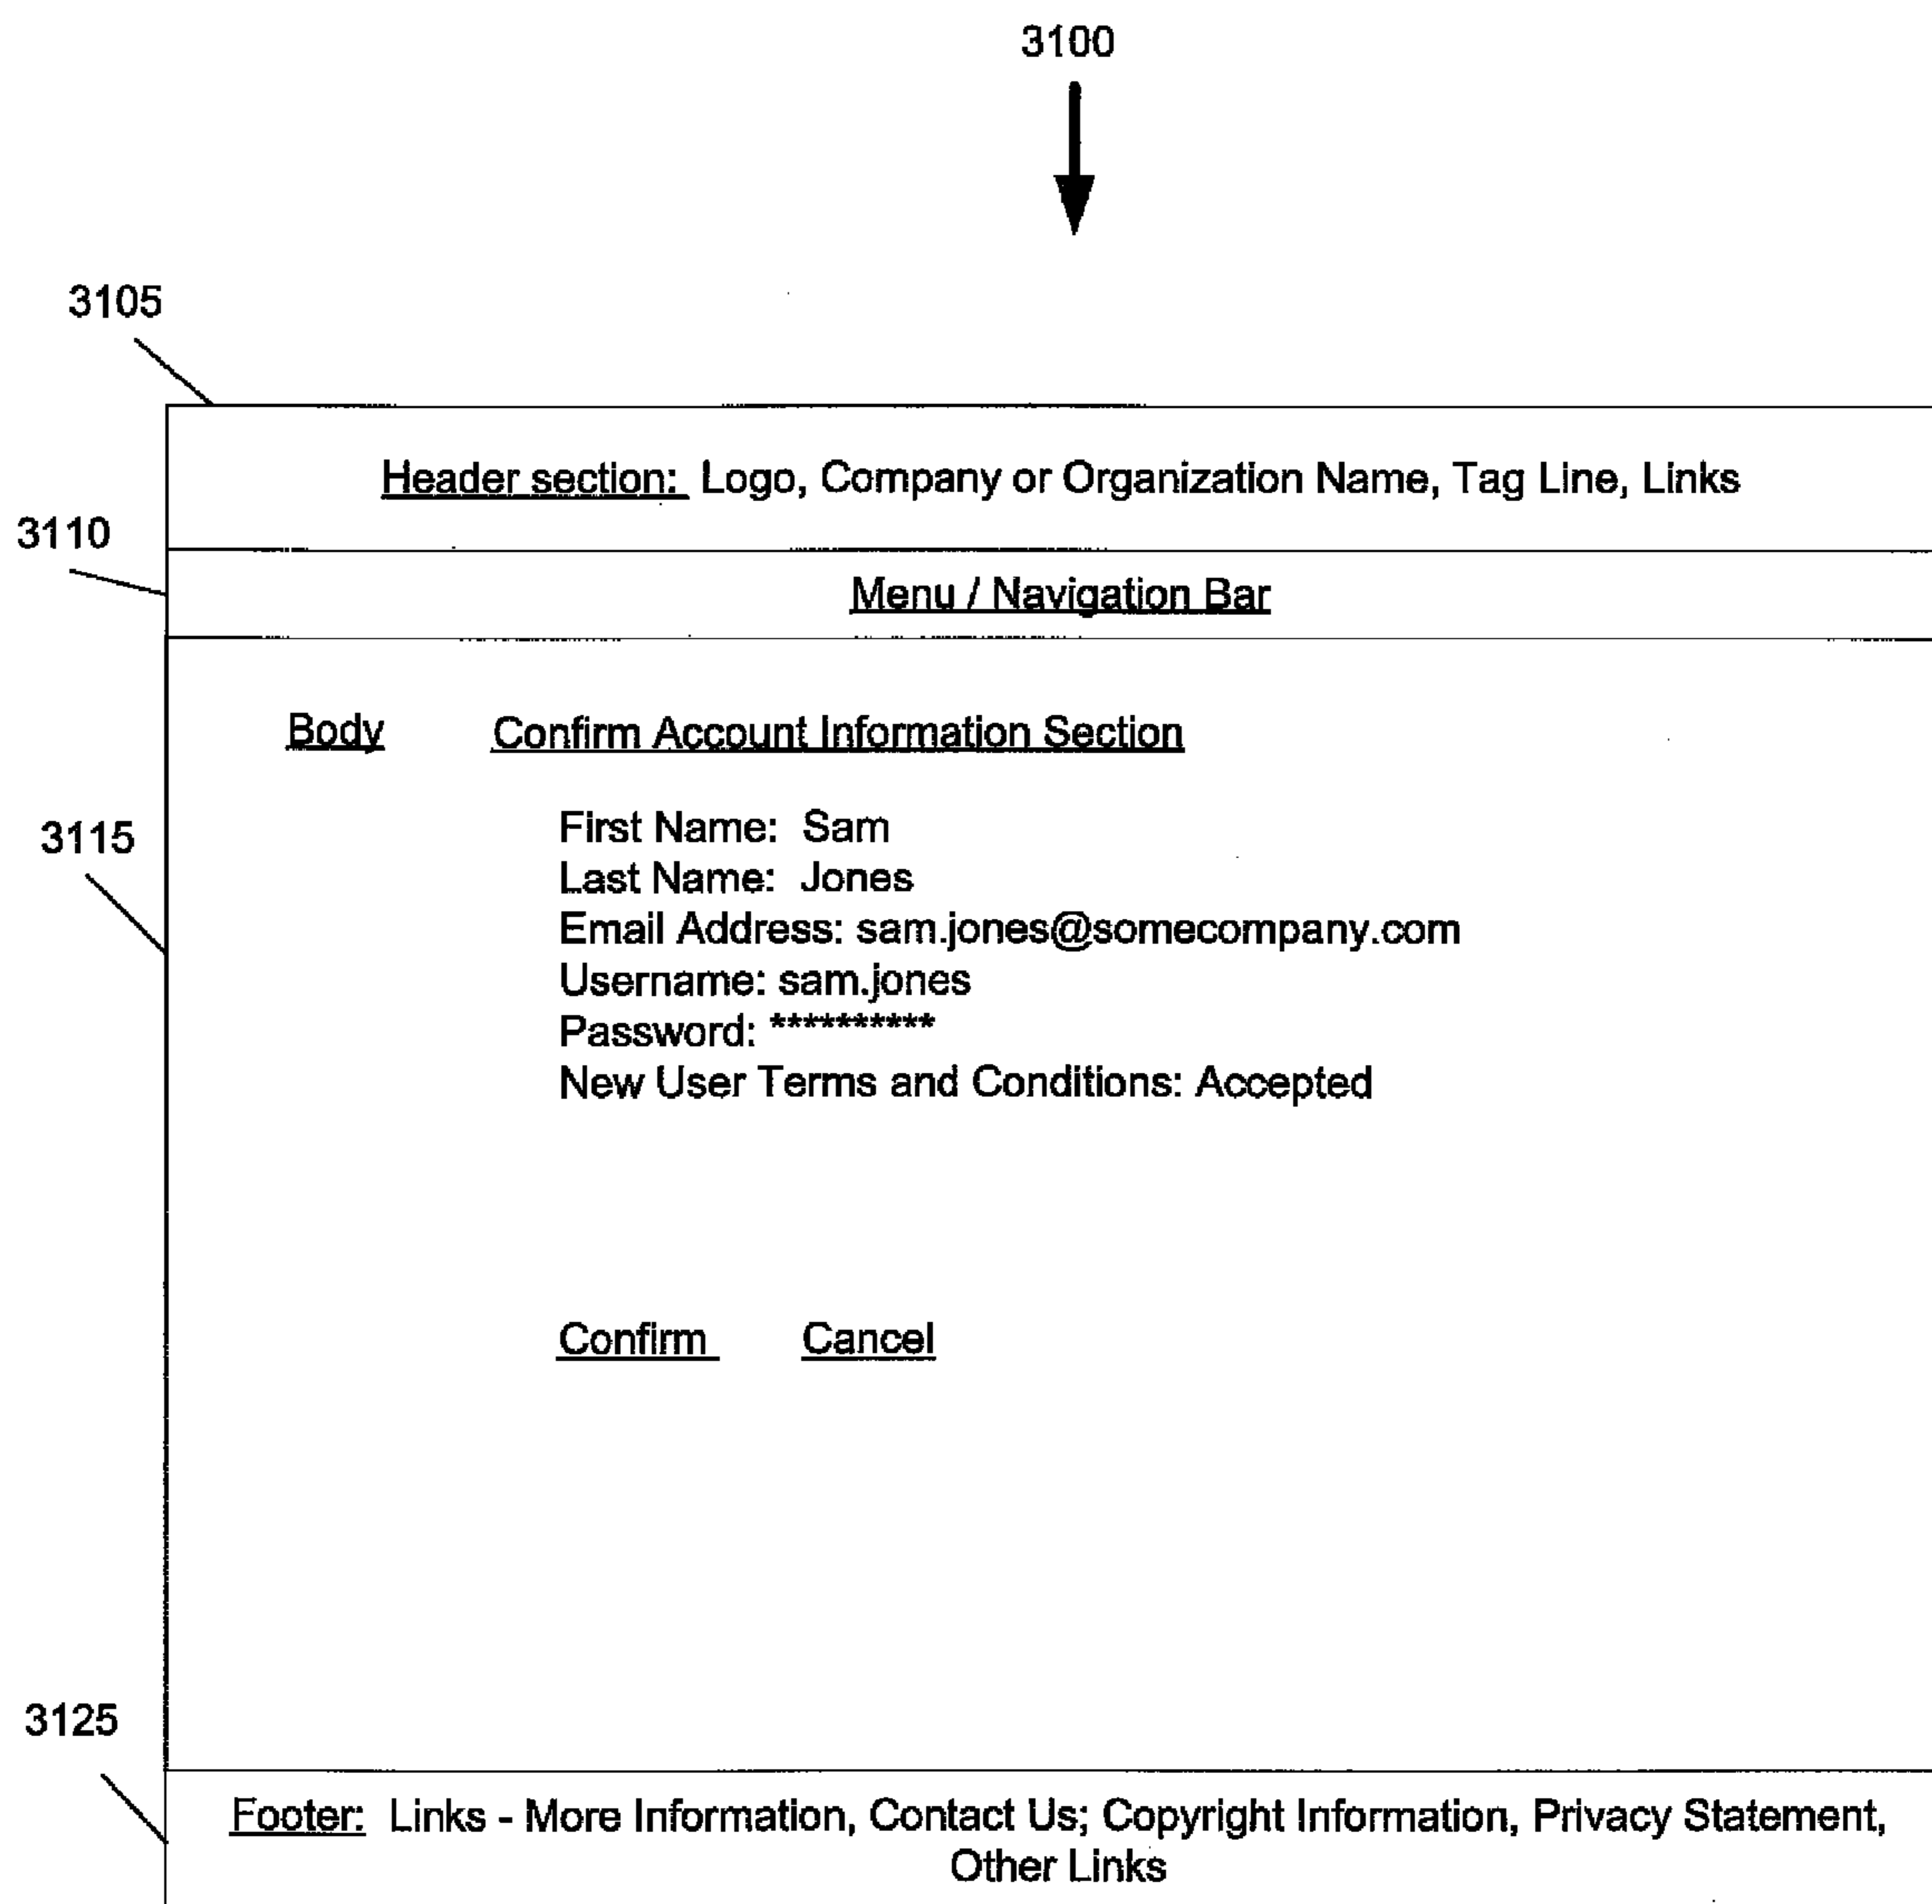 3100
3105
Header section: Logo, Company or Organization Name, Tag Line, Links
3110
Menu / Navigation Bar
Body Confirm Account Information Section
3115
First Name: Sam
Last Name: Jones
Email Address: sam.jones@somecompany.com
Username: sam.jones
Password: **********
New User Terms and Conditions: Accepted
Confirm Cancel
3125
Footer: Links - More Information, Contact Us; Copyright Information, Privacy Statement,
Other Links